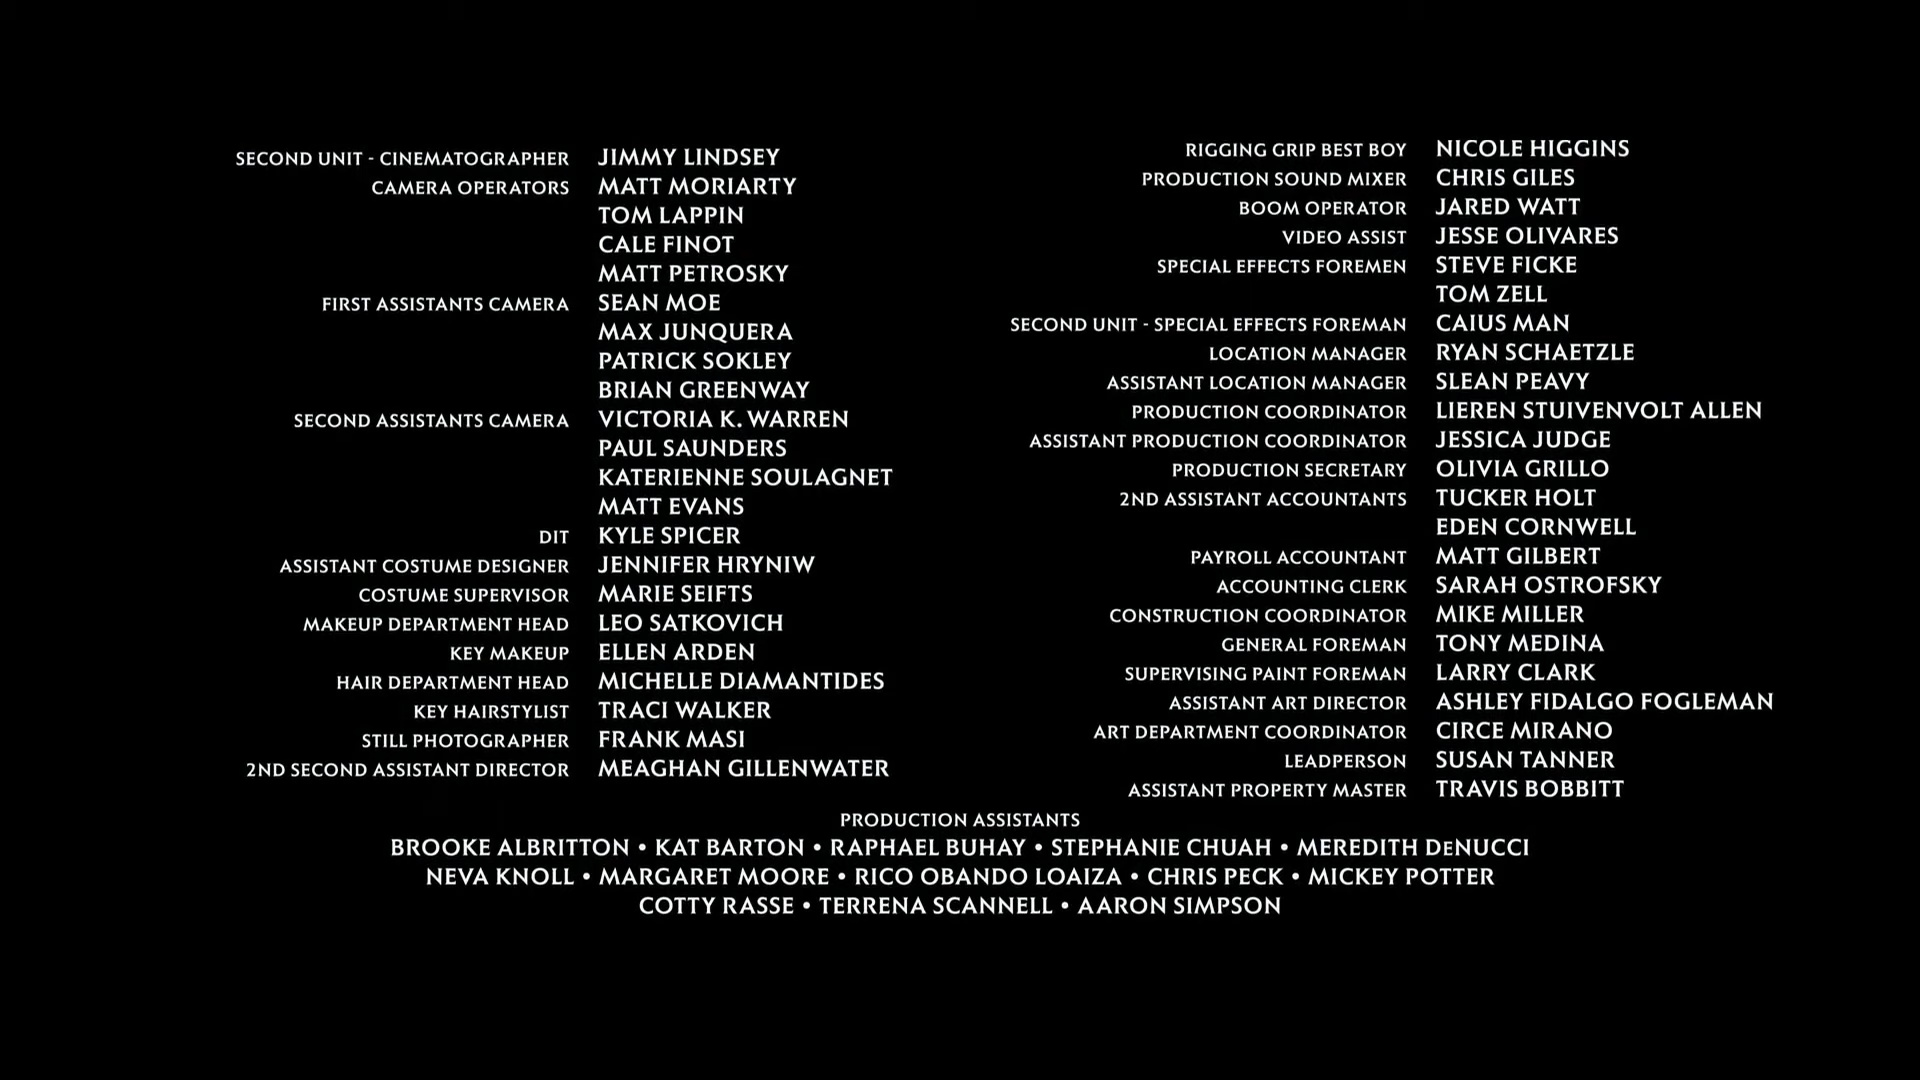 SECOND UNIT - CINEMATOGRAPHER JIMMY LINDSEY
CAMERA OPERATORS MATT MORIARTY
TOM LAPPIN
CALE FINOT
MATT PETROSKY
FIRST ASSISTANTS CAMERA SEAN MOE
MAX JUNQUERA
PATRICK SOKLEY
BRIAN GREENWAY
SECOND ASSISTANTS CAMERA VICTORIA K. WARREN
PAUL SAUNDERS
KATERIENNE SOULAGNET
MATT EVANS
DIT KYLE SPICER
ASSISTANT COSTUME DESIGNER JENNIFER HRYNIW
COSTUME SUPERVISOR MARIE SEIFTS
MAKEUP DEPARTMENT HEAD LEO SATKOVICH
KEY MAKEUP ELLEN ARDEN
HAIR DEPARTMENT HEAD MICHELLE DIAMANTIDES
KEY HAIRSTYLIST TRACI WALKER
STILL PHOTOGRAPHER FRANK MASI
2ND SECOND ASSISTANT DIRECTOR MEAGHAN GILLENWATER
RIGGING GRIP BEST BOY NICOLE HIGGINS
PRODUCTION SOUND MIXER CHRIS GILES
BOOM OPERATOR JARED WATT
VIDEO ASSIST JESSE OLIVARES
SPECIAL EFFECTS FOREMEN STEVE FICKE
TOM ZELL
SECOND UNIT - SPECIAL EFFECTS FOREMAN CAIUS MAN
LOCATION MANAGER RYAN SCHAETZLE
ASSISTANT LOCATION MANAGER SLEAN PEAVY
PRODUCTION COORDINATOR LIEREN STUIVENVOLT ALLEN
ASSISTANT PRODUCTION COORDINATOR JESSICA JUDGE
PRODUCTION SECRETARY OLIVIA GRILLO
2ND ASSISTANT ACCOUNTANTS TUCKER HOLT
EDEN CORNWELL
PAYROLL ACCOUNTANT MATT GILBERT
ACCOUNTING CLERK SARAH OSTROFSKY
CONSTRUCTION COORDINATOR MIKE MILLER
GENERAL FOREMAN TONY MEDINA
SUPERVISING PAINT FOREMAN LARRY CLARK
ASSISTANT ART DIRECTOR ASHLEY FIDALGO FOGLEMAN
ART DEPARTMENT COORDINATOR CIRCE MIRANO
LEADPERSON SUSAN TANNER
ASSISTANT PROPERTY MASTER TRAVIS BOBBITT
PRODUCTION ASSISTANTS
BROOKE ALBRITTON • KAT BARTON • RAPHAEL BUHAY • STEPHANIE CHUAH • MEREDITH DENUCCI
NEVA KNOLL • MARGARET MOORE • RICO OBANDO LOAIZA • CHRIS PECK • MICKEY POTTER
COTTY RASSE • TERRENA SCANNELL • AARON SIMPSON